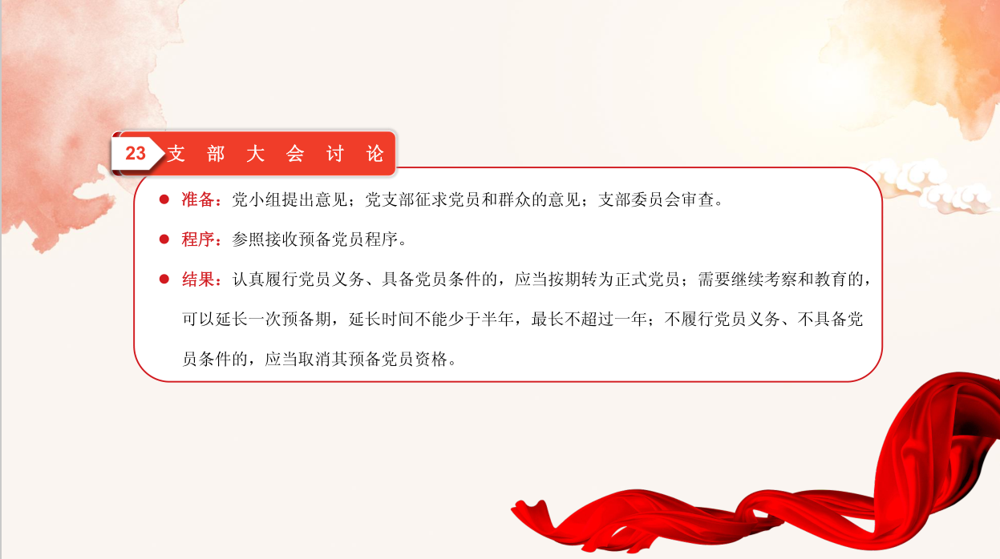 23 支部大会讨论
● 准备：党小组提出意见；党支部征求党员和群众的意见；支部委员会审查。
● 程序：参照接收预备党员程序。
● 结果：认真履行党员义务、具备党员条件的，应当按期转为正式党员；需要继续考察和教育的，
可以延长一次预备期，延长时间不能少于半年，最长不超过一年；不履行党员义务、不具备党
员条件的，应当取消其预备党员资格。